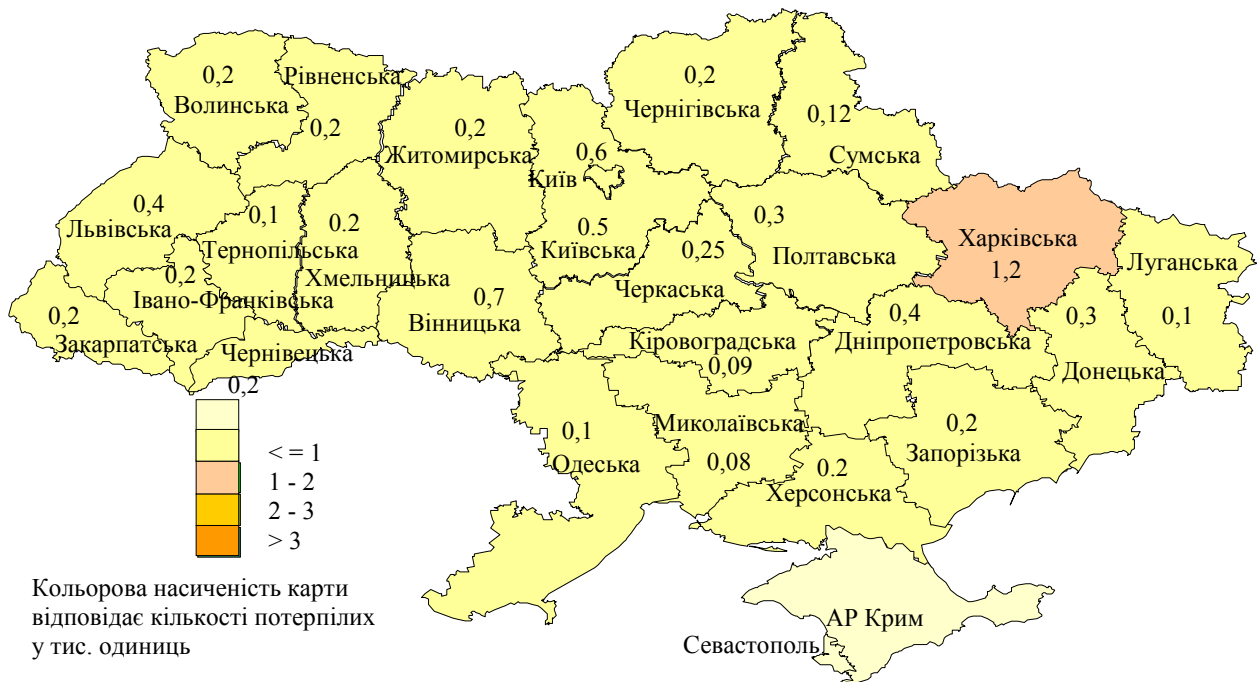 0,2
Волинська
Рівненська
0,2
0,2
Житомирська
0,6
Київ
0.5
Київська
0,2
Чернігівська
0,12
Сумська
0,4
Львівська
0,1
Тернопільська
0.2
Хмельницька
0,2
Івано-Франківська
0,2
Закарпатська
Чернівецька
0,2
0,7
Вінницька
0,25
Черкаська
0,3
Полтавська
Харківська
1,2
Луганська
0,1
0,3
Донецька
0,4
Дніпропетровська
Кіровоградська
0,09
0,1
Одеська
Миколаївська
0,08
0.2
Херсонська
0,2
Запорізька
АР Крим
Севастополь
< = 1
1 - 2
2 - 3
> 3
Кольорова насиченість карти
відповідає кількості потерпілих
у тис. одиниць